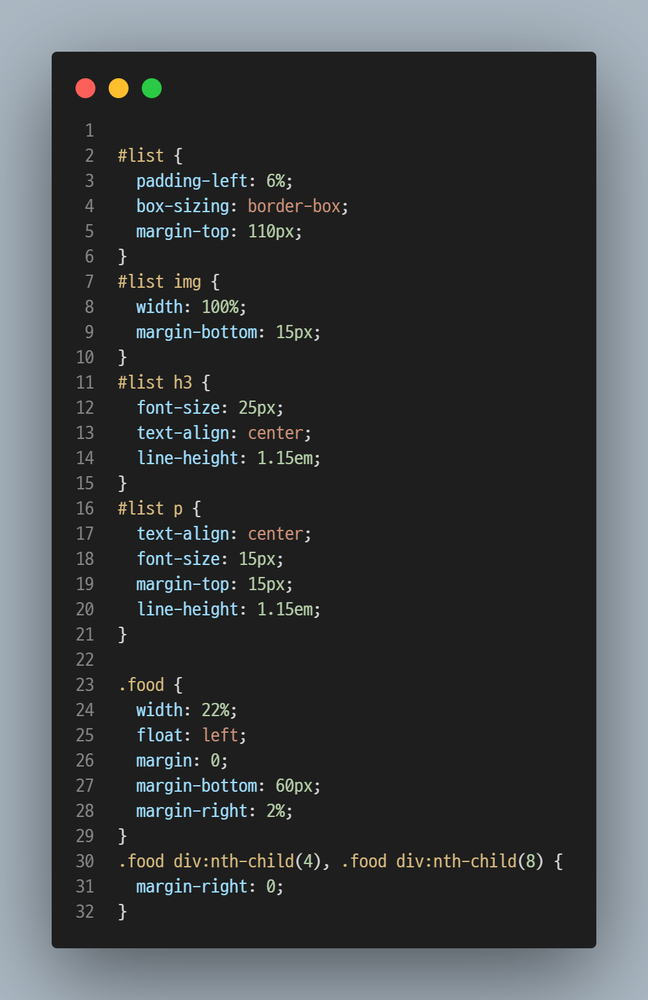 1
2 #list {
3   padding-left: 6%;
4   box-sizing: border-box;
5   margin-top: 110px;
6 }
7 #list img {
8   width: 100%;
9   margin-bottom: 15px;
10 }
11 #list h3 {
12   font-size: 25px;
13   text-align: center;
14   line-height: 1.15em;
15 }
16 #list p {
17   text-align: center;
18   font-size: 15px;
19   margin-top: 15px;
20   line-height: 1.15em;
21 }
22
23 .food {
24   width: 22%;
25   float: left;
26   margin: 0;
27   margin-bottom: 60px;
28   margin-right: 2%;
29 }
30 .food div:nth-child(4), .food div:nth-child(8) {
31   margin-right: 0;
32 }